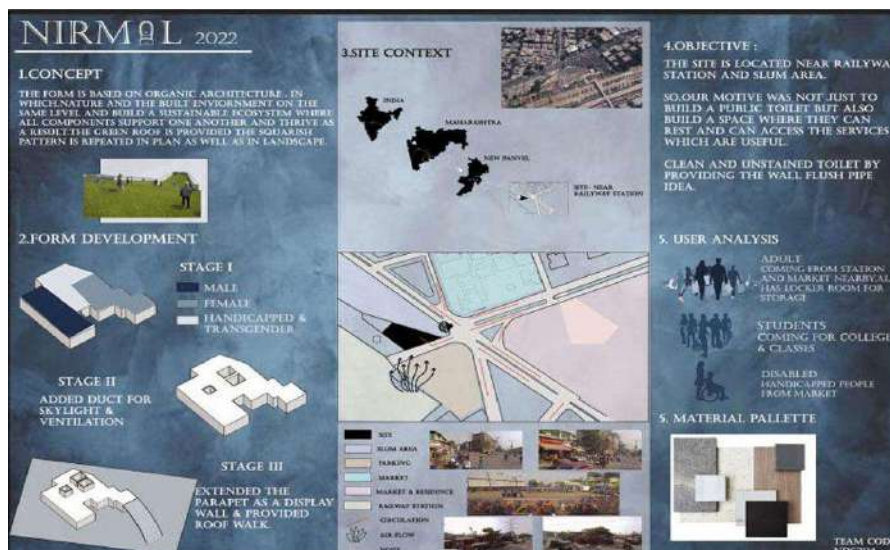 NIRMAL 2022
1.CONCEPT
THE FORM IS BASED ON ORGANIC ARCHITECTURE . IN
WHICH,NATURE AND THE BUILT ENVIORNMENT ON THE
SAME LEVEL AND BUILD A SUSTAINABLE ECOSYSTEM WHERE
ALL COMPONENTS SUPPORT ONE ANOTHER AND THRIVE AS
A RESULT.THE GREEN ROOF IS PROVIDED THE SQUARISH
PATTERN IS REPEATED IN PLAN AS WELL AS IN LANDSCAPE.
2.FORM DEVELOPMENT
STAGE I
MALE
FEMALE
HANDICAPPED &
TRANSGENDER
STAGE II
ADDED DUCT FOR
SKYLIGHT &
VENTILATION
STAGE III
EXTENDED THE
PARAPET AS A DISPLAY
WALL & PROVIDED
ROOF WALK.
3.SITE CONTEXT
INDIA
MAHARASHTRA
NEW PANVEL
SITE- NEAR
RAILWAY STATION
SITE
SLUM AREA
PARKING
MARKET
MARKET & RESIDENCE
RAILWAY STATION
CIRCULATION
AIR FLOW
4.OBJECTIVE :
THE SITE IS LOCATED NEAR RAILYWA
STATION AND SLUM AREA.
SO,OUR MOTIVE WAS NOT JUST TO
BUILD A PUBLIC TOILET BUT ALSO
BUILD A SPACE WHERE THEY CAN
REST AND CAN ACCESS THE SERVICES
WHICH ARE USEFUL.
CLEAN AND UNSTAINED TOILET BY
PROVIDING THE WALL FLUSH PIPE
IDEA.
5. USER ANALYSIS
ADULT
COMING FROM STATION
AND MARKET NEARBY,AL
HAS LOCKER ROOM FOR
STORAGE
STUDENTS
COMING FOR COLLEGE
& CLASSES
DISABLED
HANDICAPPED PEOPLE
FROM MARKET
5. MATERIAL PALLETTE
TEAM COD